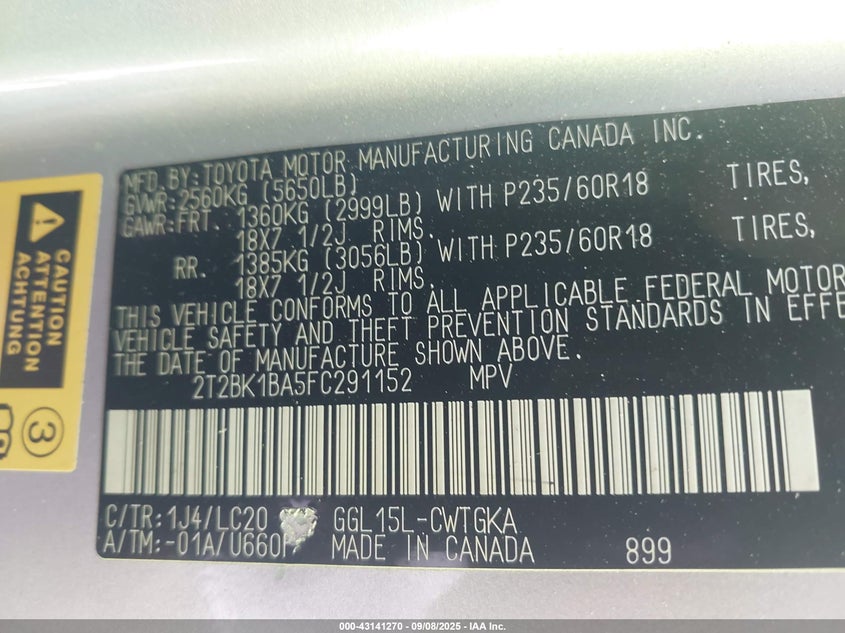 MFD.BY:TOYOTA MOTOR MANUFACTURING CANADA INC.
GVWR:2560KG (5650LB)
GAWR:FRT. 1360KG (2999LB) WITH P235/60R18 TIRES,
18X7 1/2J RIMS.
RR. 1385KG (3056LB) WITH P235/60R18 TIRES,
18X7 1/2J RIMS.
THIS VEHICLE CONFORMS TO ALL APPLICABLE FEDERAL MOTOR
VEHICLE SAFETY AND THEFT PREVENTION STANDARDS IN EFFE
THE DATE OF MANUFACTURE SHOWN ABOVE.
2T2BK1BA5FC291152 MPV
C/TR:1J4/LC20 GGL15L-CWTGKA
A/TM:-01A/U660 MADE IN CANADA 899
CAUTION
ATTENTION
ACHTUNG
3
000-43141270 - 09/08/2025 - IAA Inc.